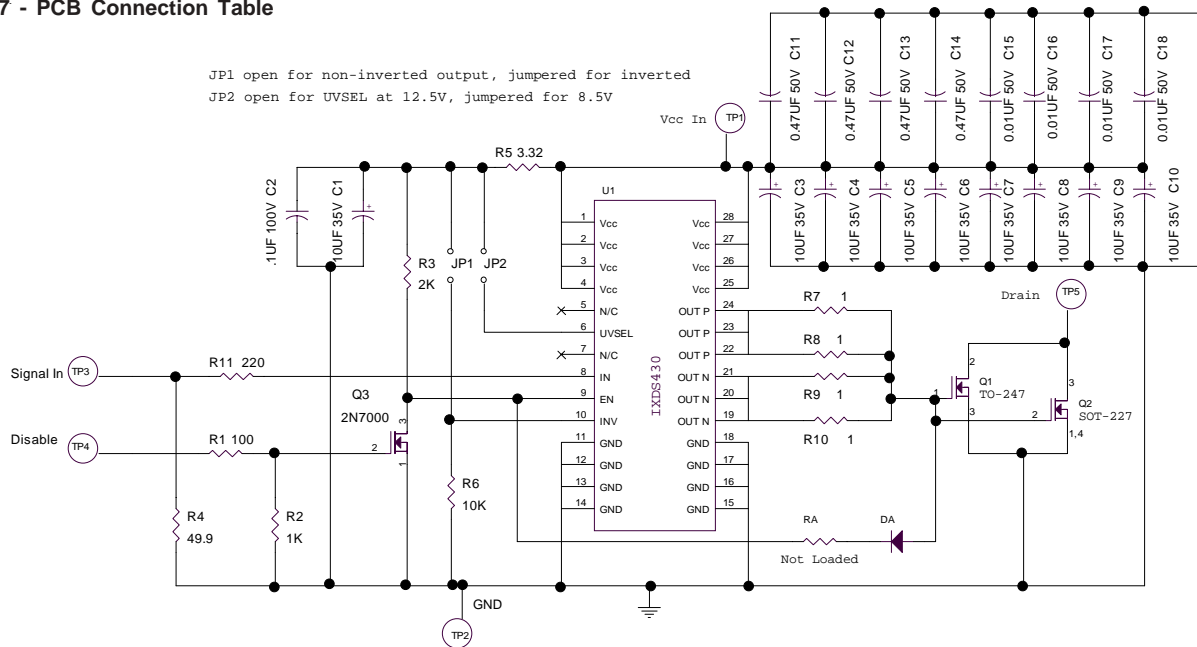 7 - PCB Connection Table
JP1 open for non-inverted output, jumpered for inverted
JP2 open for UVSEL at 12.5V, jumpered for 8.5V
Vcc In
TP1
0.47UF 50V C11
0.47UF 50V C12
0.47UF 50V C13
0.47UF 50V C14
0.01UF 50V C15
0.01UF 50V C16
0.01UF 50V C17
0.01UF 50V C18
10UF 35V C3
10UF 35V C4
10UF 35V C5
10UF 35V C6
10UF 35V C7
10UF 35V C8
10UF 35V C9
10UF 35V C10
R5 3.32
.1UF 100V C2
10UF 35V C1
R3
2K
JP1
JP2
U1
IXDS430
1 Vcc
2 Vcc
3 Vcc
4 Vcc
5 N/C
6 UVSEL
7 N/C
8 IN
9 EN
10 INV
11 GND
12 GND
13 GND
14 GND
Vcc 28
Vcc 27
Vcc 26
Vcc 25
OUT P 24
OUT P 23
OUT P 22
OUT N 21
OUT N 20
OUT N 19
GND 18
GND 17
GND 16
GND 15
R7 1
R8 1
R9 1
R10 1
Drain
TP5
2
1
3
Q1
TO-247
3
2
1,4
Q2
SOT-227
Signal In
TP3
R11 220
Disable
TP4
R1 100
Q3
2N7000
3
2
1
R4
49.9
R2
1K
R6
10K
RA
DA
Not Loaded
GND
TP2